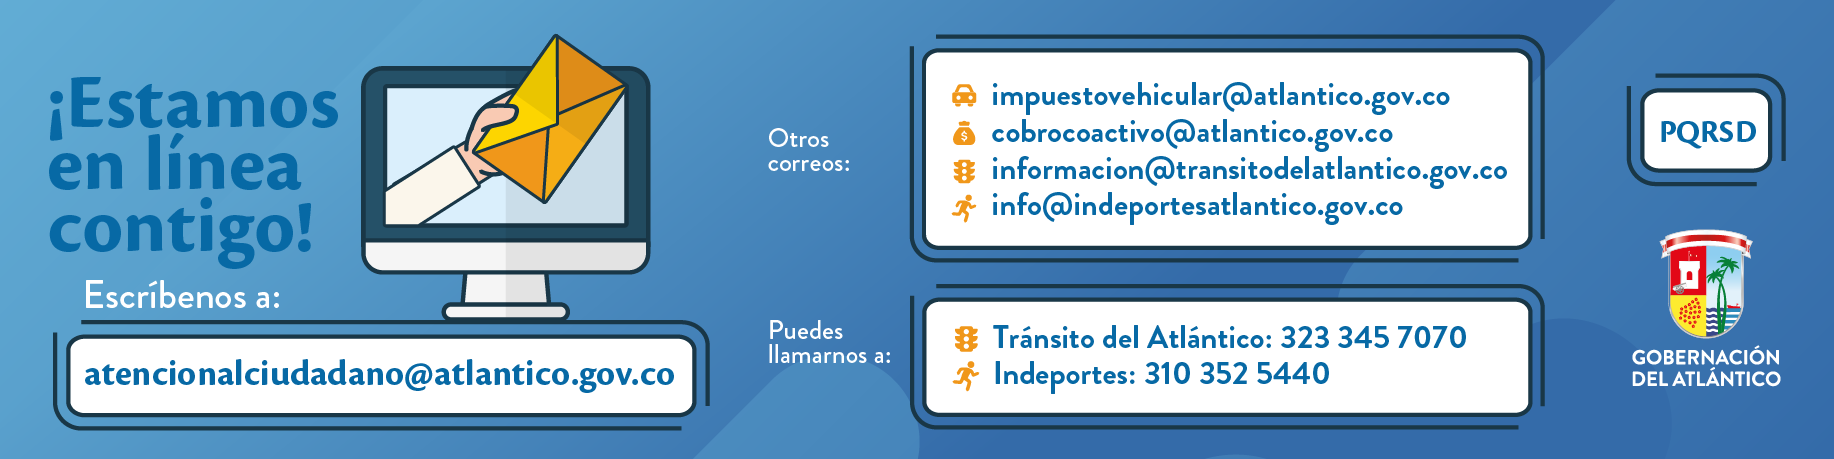 ¡Estamos
en línea
contigo!
Escríbenos a:
atencionalciudadano@atlantico.gov.co
Otros
correos:
impuestovehicular@atlantico.gov.co
cobrocoactivo@atlantico.gov.co
informacion@transitodelatlantico.gov.co
info@indeportesatlantico.gov.co
Puedes
llamarnos a:
Tránsito del Atlántico: 323 345 7070
Indeportes: 310 352 5440
PQRSD
GOBERNACIÓN
DEL ATLÁNTICO